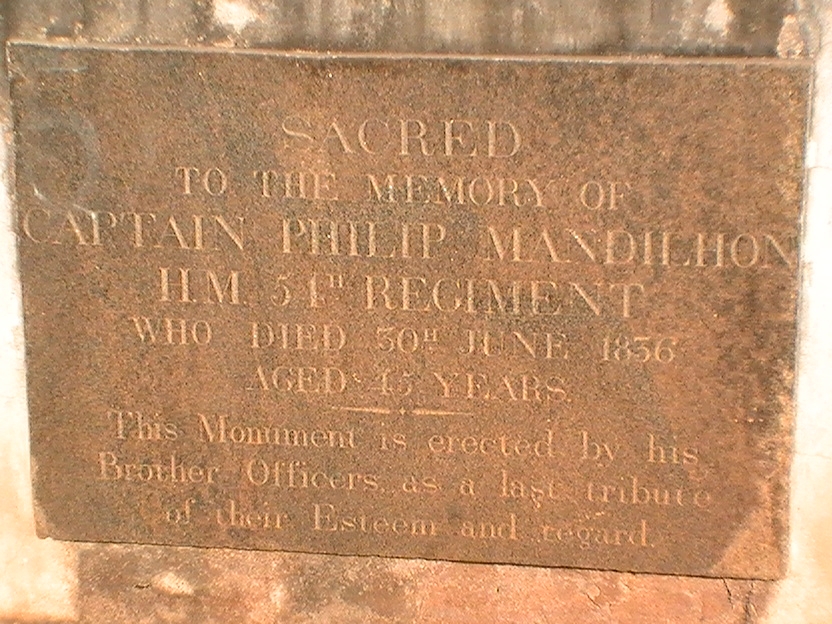 SACRED
TO THE MEMORY OF
CAPTAIN PHILIP MANDILHON
H.M. 54TH REGIMENT
WHO DIED 30TH JUNE 1836
AGED 45 YEARS.
This Monument is erected by his
Brother Officers as a last tribute
of their Esteem and regard.